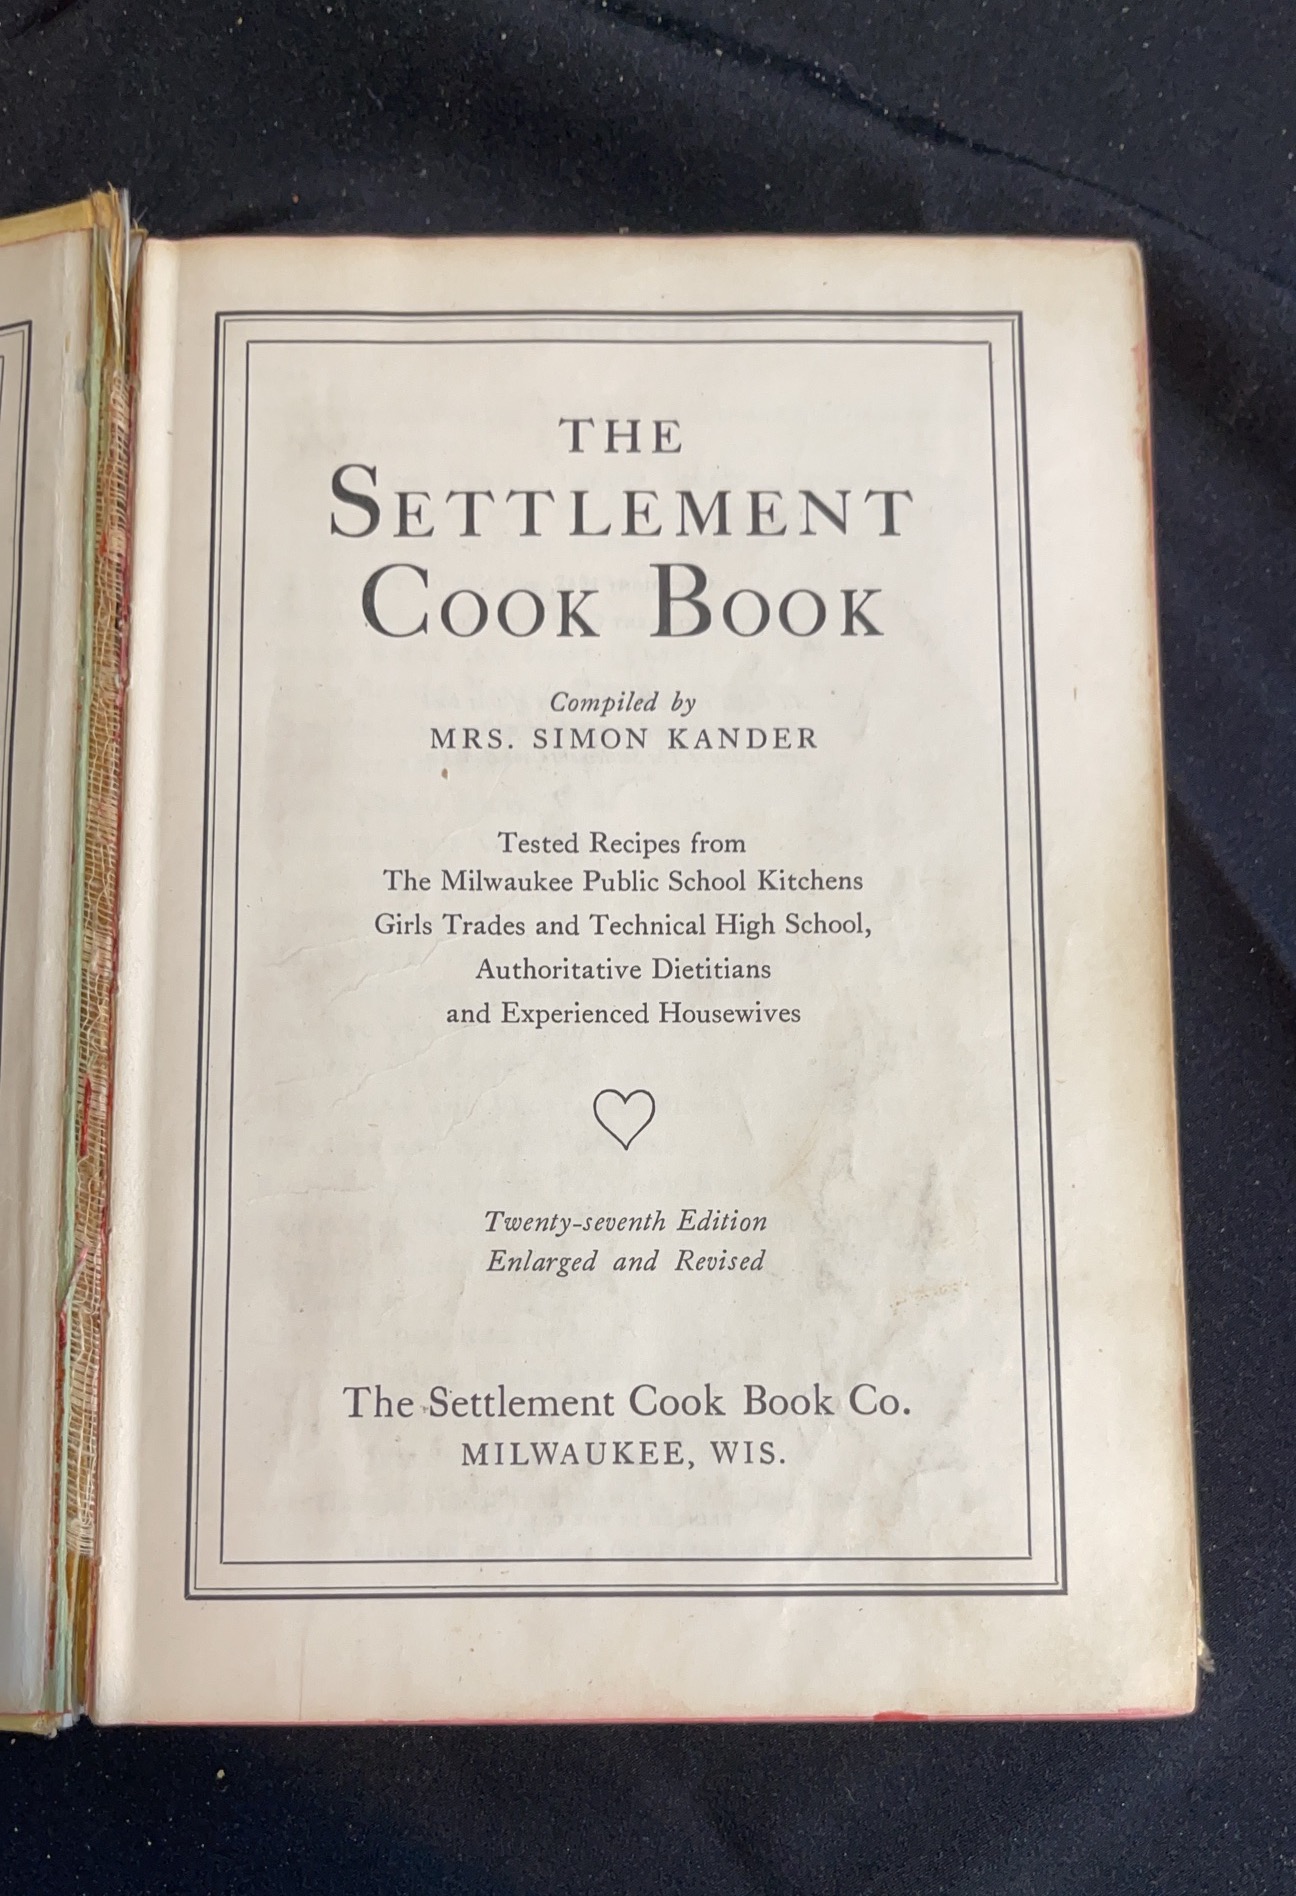 THE
SETTLEMENT
COOK BOOK
Compiled by
MRS. SIMON KANDER
Tested Recipes from
The Milwaukee Public School Kitchens
Girls Trades and Technical High School,
Authoritative Dietitians
and Experienced Housewives
Twenty-seventh Edition
Enlarged and Revised
The Settlement Cook Book Co.
MILWAUKEE, WIS.